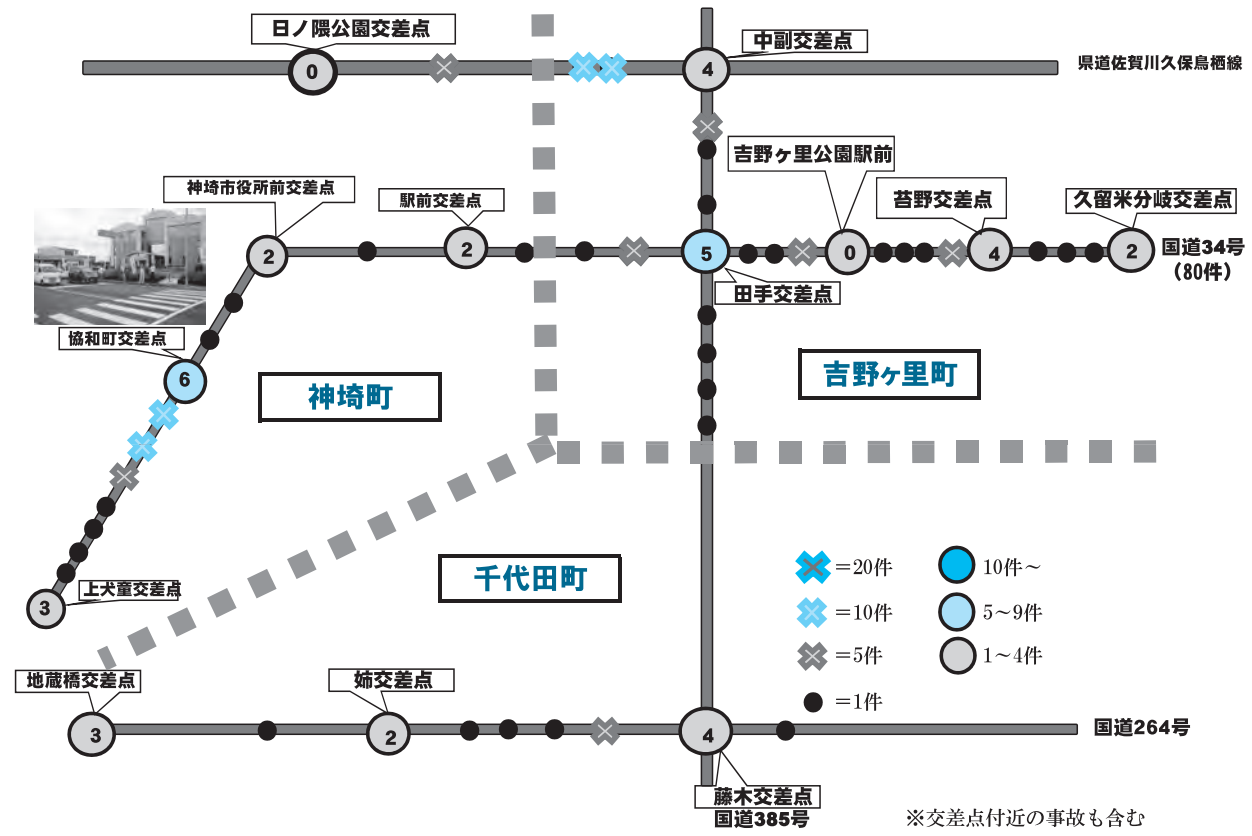 日ノ隈公園交差点
中副交差点
0
4
県道佐賀川久保鳥栖線
吉野ヶ里公園駅前
神埼市役所前交差点
駅前交差点
苔野交差点
久留米分岐交差点
2
2
5
0
4
2
国道34号
(80件)
田手交差点
協和町交差点
6
神埼町
吉野ヶ里町
千代田町
=20件
10件~
=10件
5~9件
=5件
1~4件
=1件
上犬童交差点
3
地蔵橋交差点
姉交差点
3
2
4
国道264号
藤木交差点
国道385号
※交差点付近の事故も含む